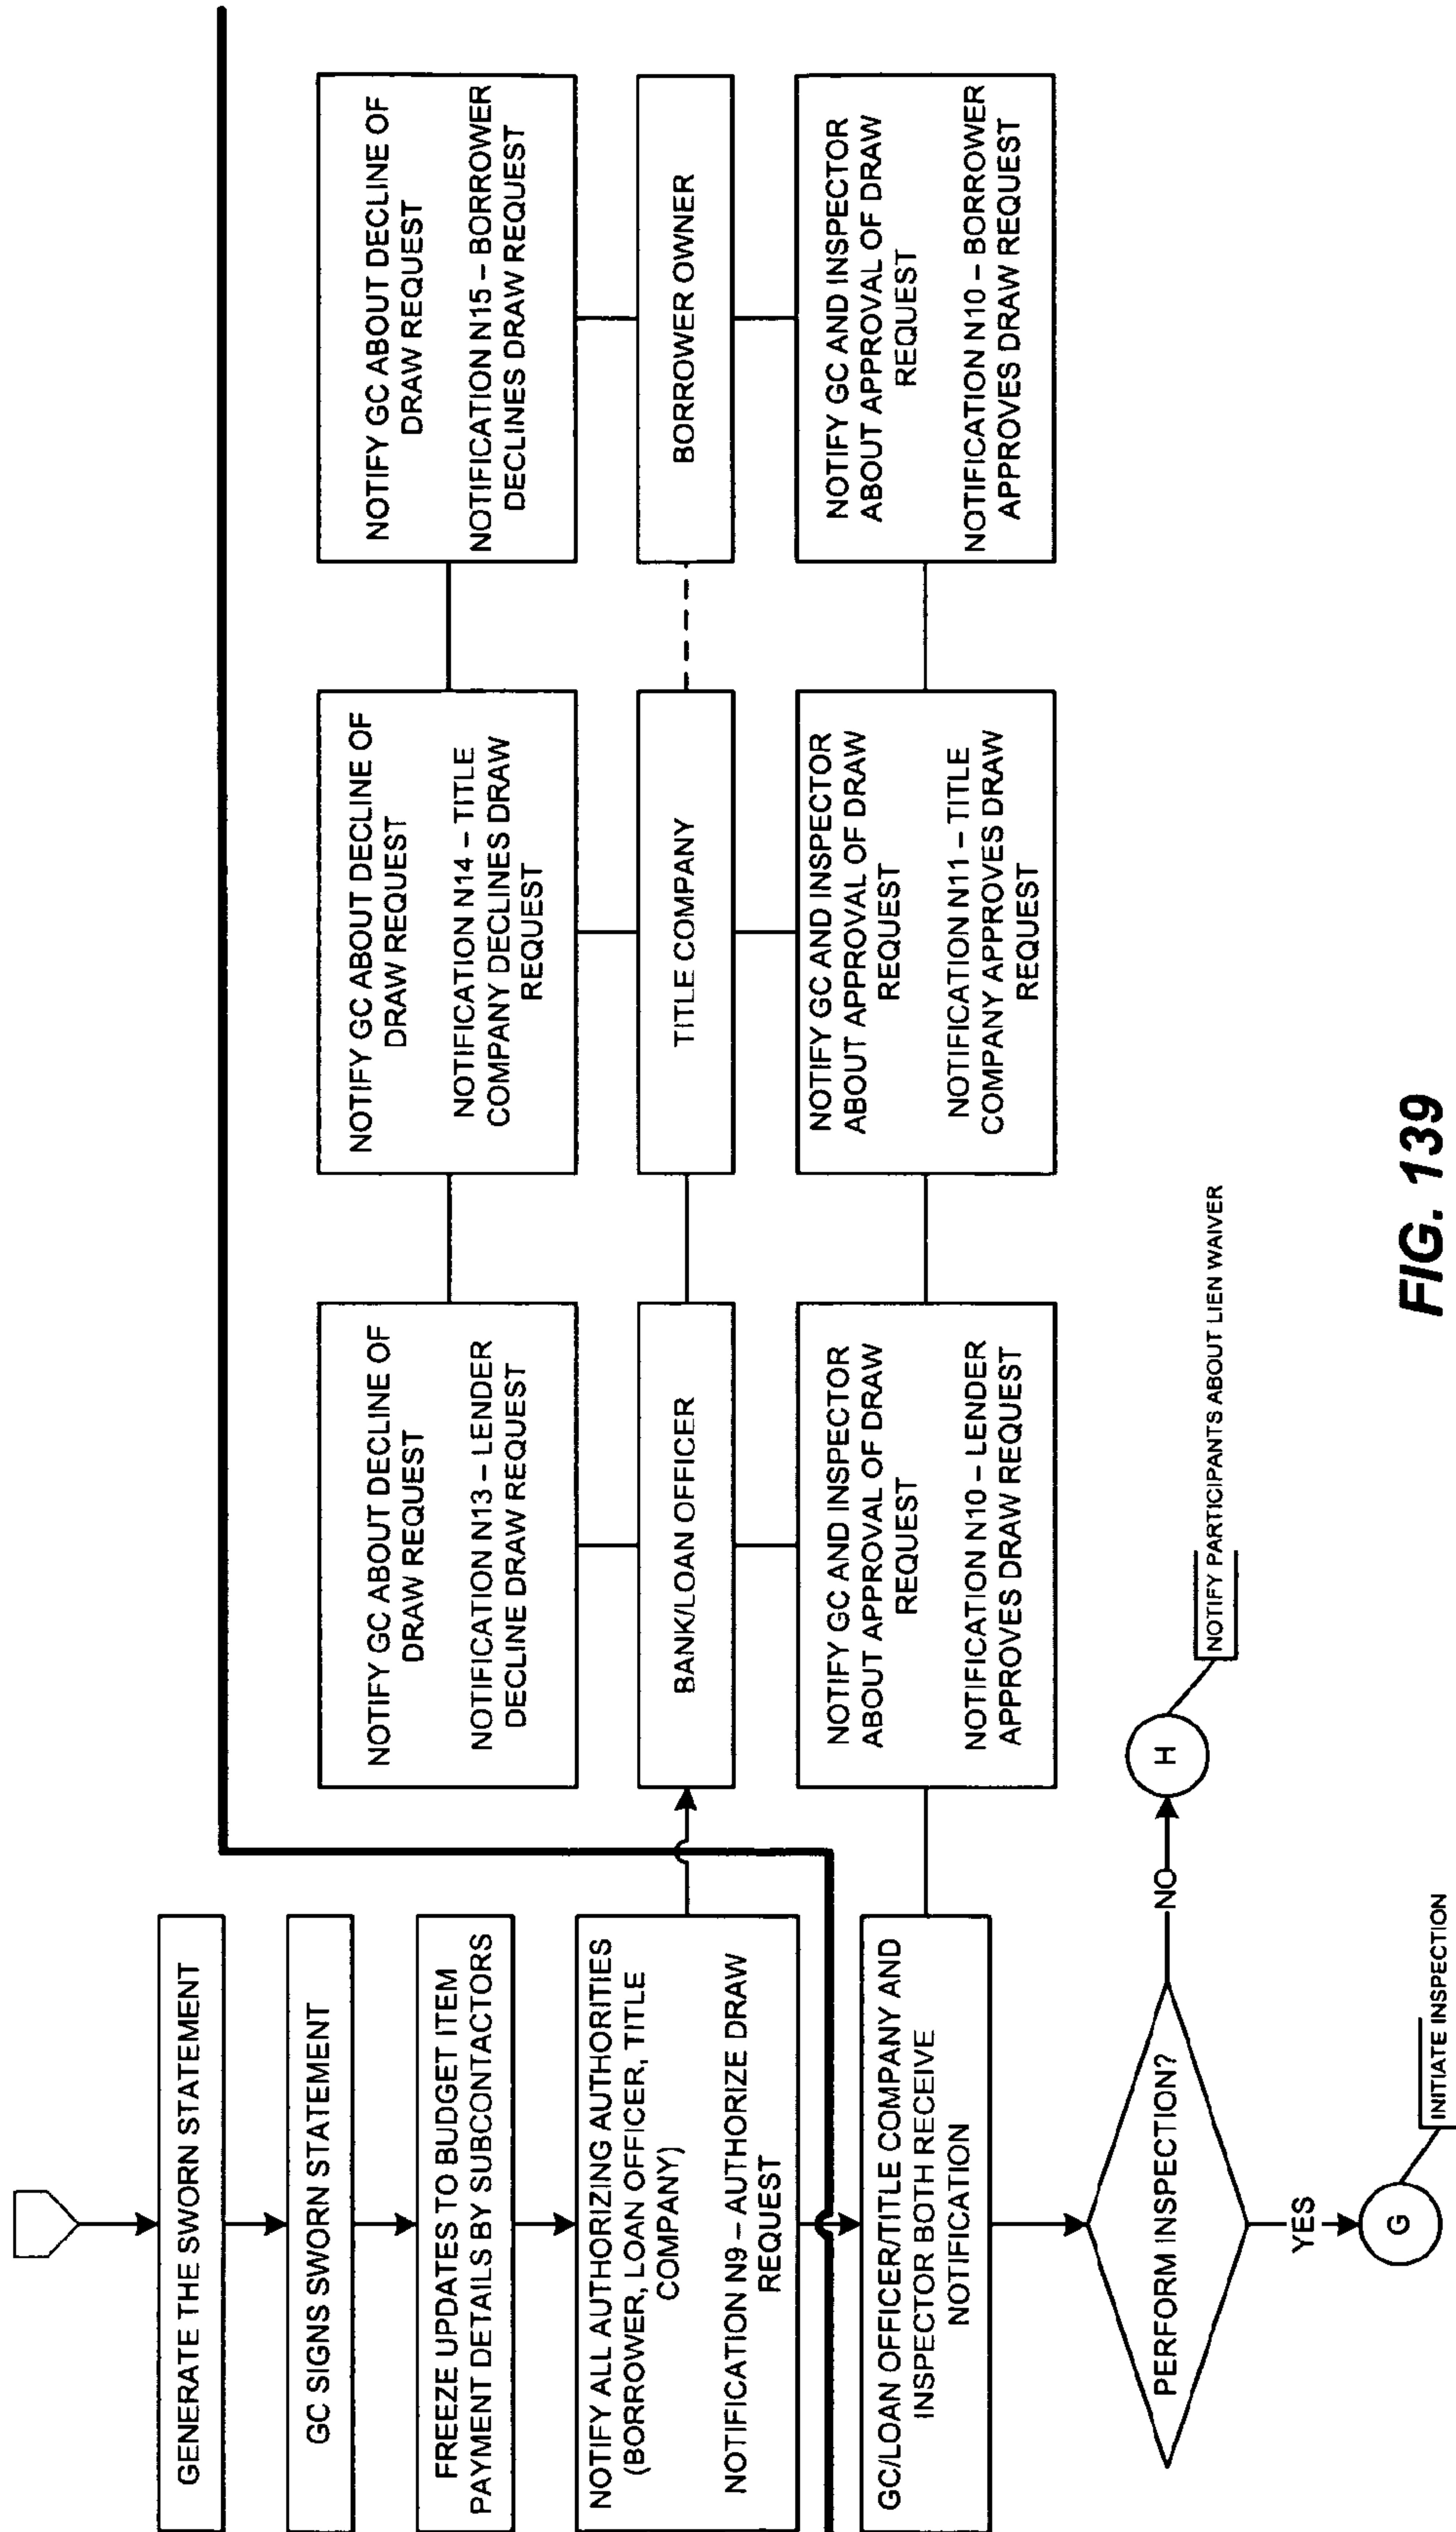 GENERATE THE SWORN STATEMENT
GC SIGNS SWORN STATEMENT
FREEZE UPDATES TO BUDGET ITEM
PAYMENT DETAILS BY SUBCONTACTORS
NOTIFY ALL AUTHORIZING AUTHORITIES
(BORROWER, LOAN OFFICER, TITLE
COMPANY)
NOTIFICATION N9 – AUTHORIZE DRAW
REQUEST
GC/LOAN OFFICER/TITLE COMPANY AND
INSPECTOR BOTH RECEIVE
NOTIFICATION
PERFORM INSPECTION?
YES
G
INITIATE INSPECTION
NO
H
NOTIFY PARTICIPANTS ABOUT LIEN WAIVER
NOTIFY GC ABOUT DECLINE OF
DRAW REQUEST
NOTIFICATION N13 – LENDER
DECLINE DRAW REQUEST
BANK/LOAN OFFICER
NOTIFY GC AND INSPECTOR
ABOUT APPROVAL OF DRAW
REQUEST
NOTIFICATION N10 – LENDER
APPROVES DRAW REQUEST
NOTIFY GC ABOUT DECLINE OF
DRAW REQUEST
NOTIFICATION N14 – TITLE
COMPANY DECLINES DRAW
REQUEST
TITLE COMPANY
NOTIFY GC AND INSPECTOR
ABOUT APPROVAL OF DRAW
REQUEST
NOTIFICATION N11 – TITLE
COMPANY APPROVES DRAW
REQUEST
NOTIFY GC ABOUT DECLINE OF
DRAW REQUEST
NOTIFICATION N15 – BORROWER
DECLINES DRAW REQUEST
BORROWER OWNER
NOTIFY GC AND INSPECTOR
ABOUT APPROVAL OF DRAW
REQUEST
NOTIFICATION N10 – BORROWER
APPROVES DRAW REQUEST
FIG. 139